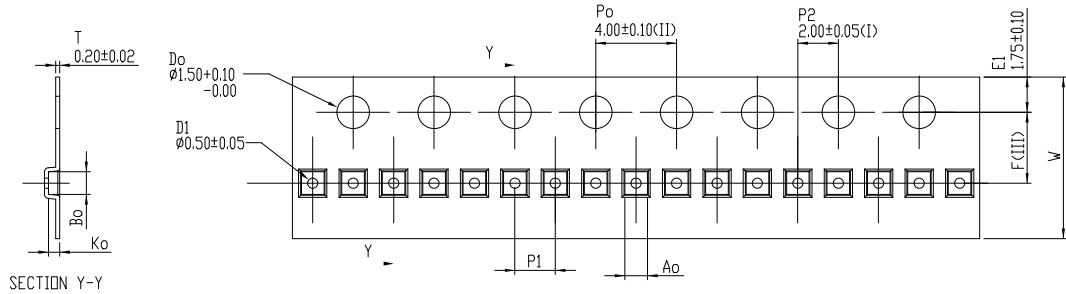 T
0.20±0.02
Bo
Ko
SECTION Y-Y
Do
Ø1.50+0.10
-0.00
D1
Ø0.50±0.05
Y
Po
4.00±0.10(II)
P2
2.00±0.05(I)
E1
1.75±0.10
F(III)
W
Y
P1
Ao